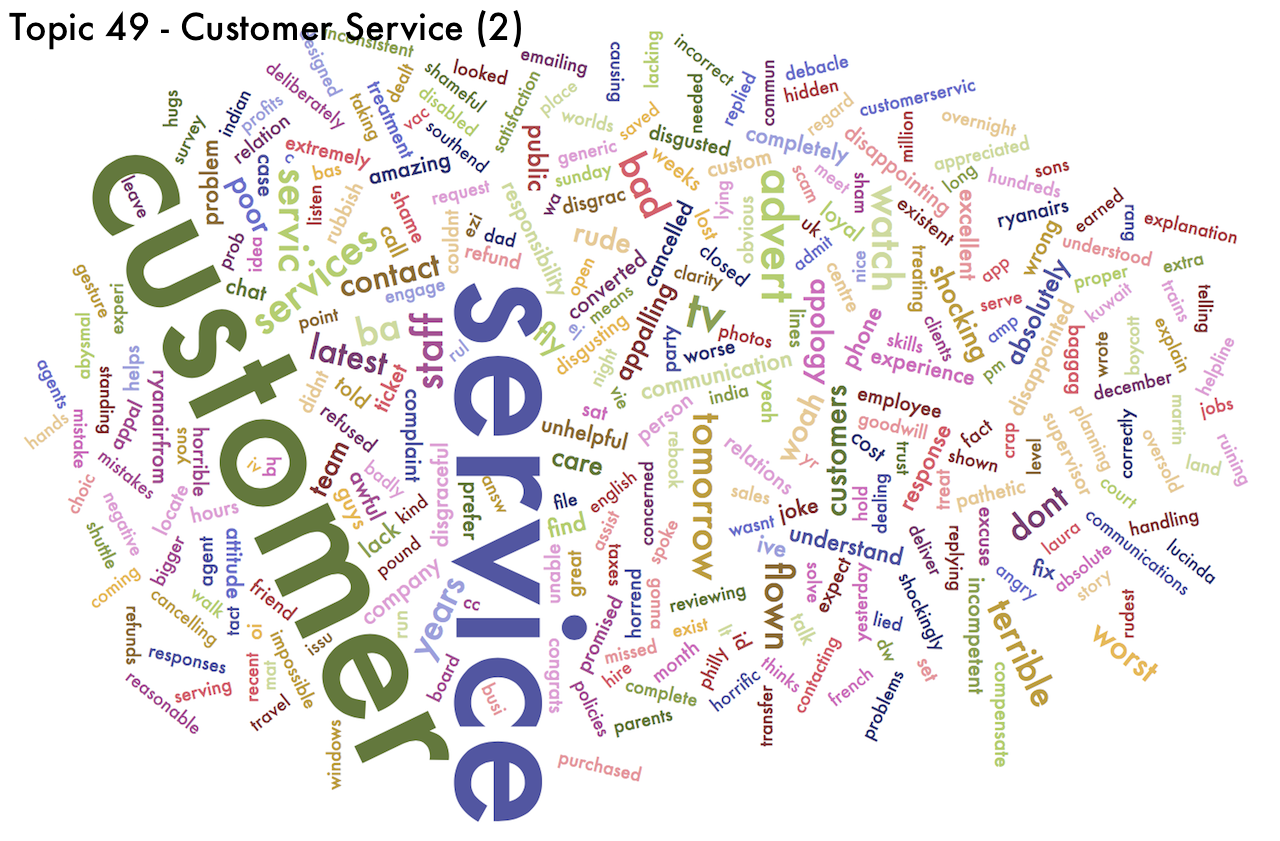 Topic 49 - Customer Service (2)
inconsistent
designed
deliberately
looked
emailing
causing
lacking
incorrect
debacle
hidden
commun
replied
needed
customerservic
overnight
appreciated
million
regard
disappointing
completely
hugs
survey
indian
profits
relation
problem
dealt
shameful
disabled
treatment
taking
vac
southend
satisfaction
place
worlds
saved
disgusted
extremely
amazing
public
generic
sunday
weeks
custom
bad
leave
case
c
poor
servic
listen
bas
rubbish
shame
request
responsibility
wa
disgrac
lying
lost
obvious
advert
scam
meet
sham
loyal
uk
admit
watch
existent
excellent
long
hundreds
sons
ryanairs
earned
rang
explanation
prob
idea
services
call
couldnt
ezi
dad
refund
rude
open
converted
cancelled
closed
clarity
centre
nice
treating
shocking
app
wrong
understood
extra
proper
kuwait
trains
telling
gesture
experi
chat
contact
engage
point
ba
staff
rul
service
fly
means
disgusting
appalling
tv
photos
party
worse
lines
apology
phone
skills
clients
experience
serve
amp
absolutely
pm
disappointed
baggag
wrote
boycott
explain
helpline
abysmal
agents
helps
latest
customer
told
ticket
didnt
refused
night
vie
communication
india
yeah
december
jobs
hands
mistake
standing
appal
ryanairfrom
yous
horrible
mistakes
hq
iv
team
complaint
badly
awful
guys
disgraceful
sat
unhelpful
person
woah
customers
employee
goodwill
cost
trust
response
fact
shown
crap
level
supervisor
planning
correctly
martin
oversold
land
ruining
choic
negative
locate
hours
kind
lack
pound
prefer
answ
care
file
find
english
concerned
rebook
tomorrow
relations
yr
sales
joke
hold
dealing
treat
pathetic
dont
court
handling
shuttle
bigger
agent
attitude
company
cc
unable
great
assist
taxes
spoke
wasnt
ive
understand
deliver
replying
excuse
laura
communications
lucinda
coming
cancelling
walk
tact
friend
years
run
promised
horrend
gonna
reviewing
flown
solve
expect
yesterday
shockingly
incompetent
angry
fix
absolute
story
rudest
refunds
responses
oi
impossible
issu
board
busi
congrats
missed
hire
exist
month
lr
idi
philly
talk
lied
dw
terrible
worst
reasonable
serving
recent
mat
travel
policies
complete
parents
horrific
thinks
transfer
contacting
french
problems
set
compensate
windows
purchased